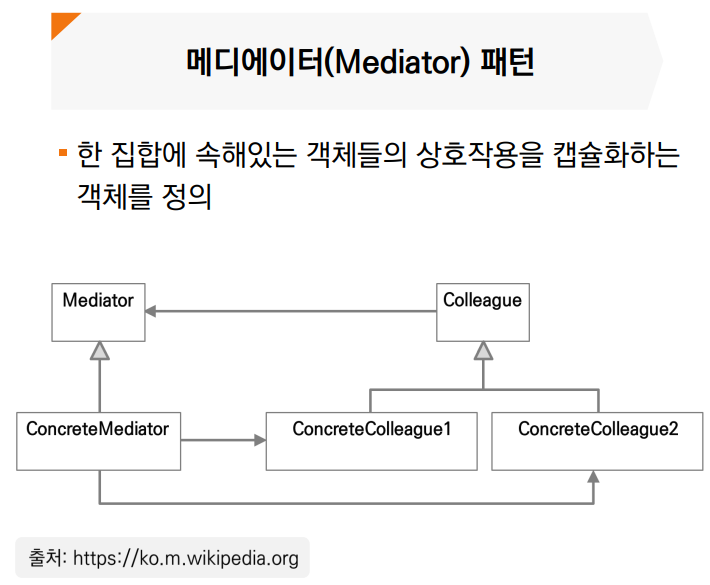 메디에이터(Mediator) 패턴
한 집합에 속해있는 객체들의 상호작용을 캡슐화하는
객체를 정의
Mediator
Colleague
ConcreteMediator
ConcreteColleague1
ConcreteColleague2
출처: https://ko.m.wikipedia.org